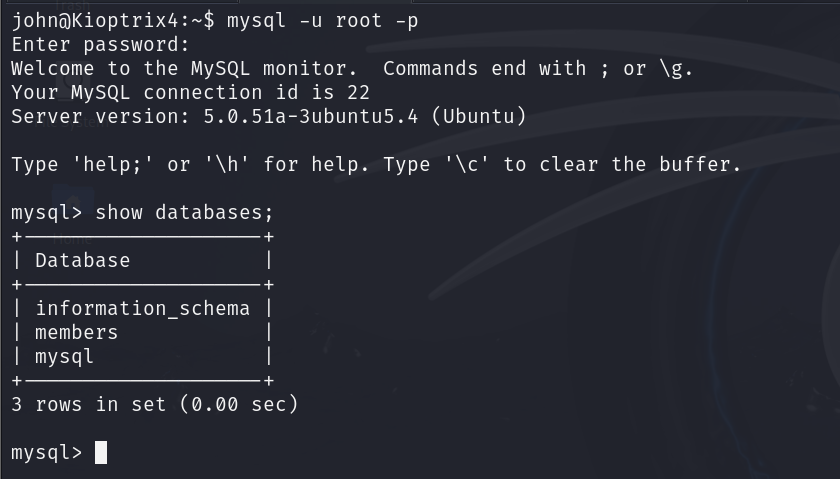 john@Kioptrix4:~$ mysql -u root -p
Enter password:
Welcome to the MySQL monitor.  Commands end with ; or \g.
Your MySQL connection id is 22
Server version: 5.0.51a-3ubuntu5.4 (Ubuntu)
Type 'help;' or '\h' for help. Type '\c' to clear the buffer.
mysql> show databases;
+--------------------+
| Database           |
+--------------------+
| information_schema |
| members            |
| mysql              |
+--------------------+
3 rows in set (0.00 sec)
mysql>
Home